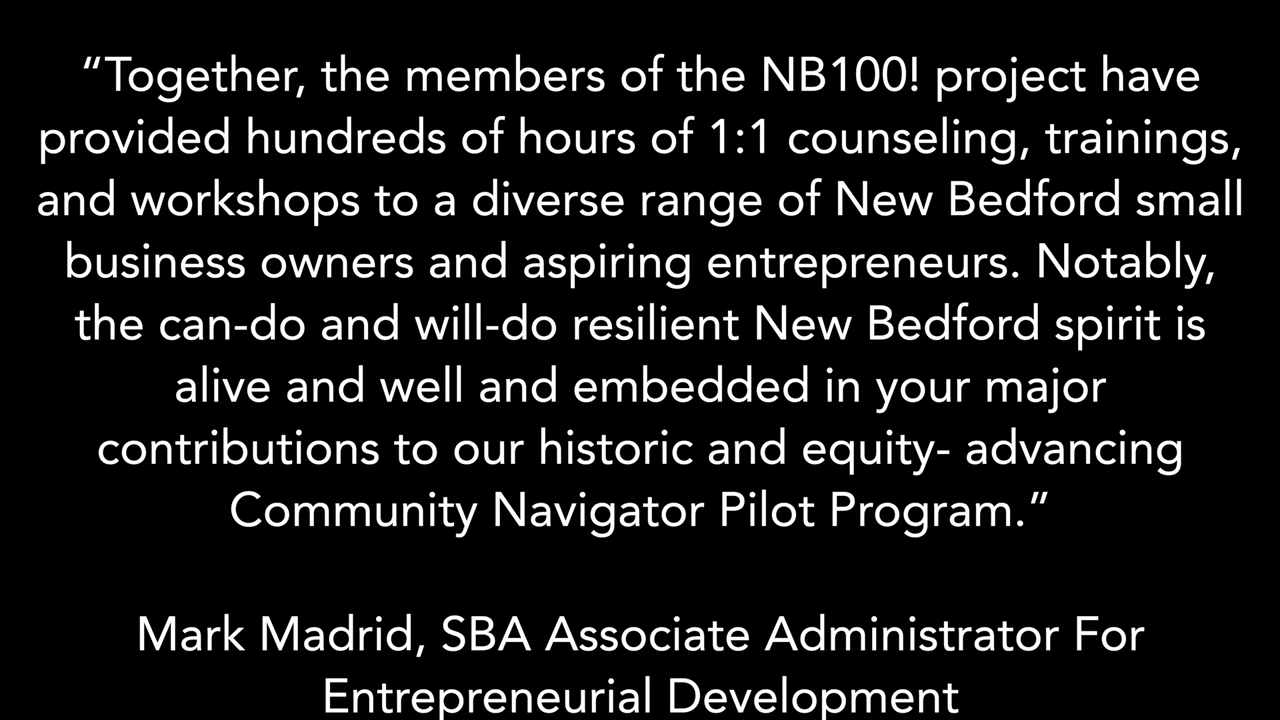 “Together, the members of the NB100! project have
provided hundreds of hours of 1:1 counseling, trainings,
and workshops to a diverse range of New Bedford small
business owners and aspiring entrepreneurs. Notably,
the can-do and will-do resilient New Bedford spirit is
alive and well and embedded in your major
contributions to our historic and equity- advancing
Community Navigator Pilot Program.”
Mark Madrid, SBA Associate Administrator For
Entrepreneurial Development